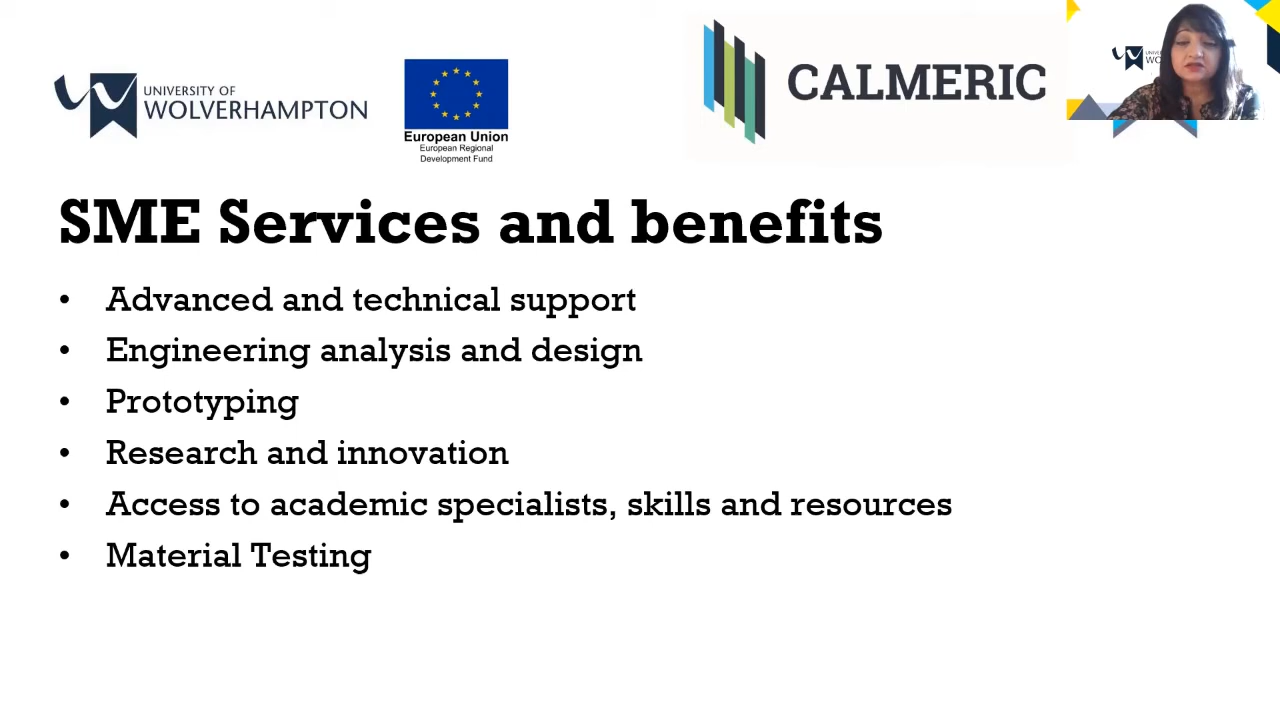 UNIVERSITY OF
WOLVERHAMPTON
European Union
European Regional
Development Fund
CALMERIC
SME Services and benefits
• Advanced and technical support
• Engineering analysis and design
• Prototyping
• Research and innovation
• Access to academic specialists, skills and resources
• Material Testing